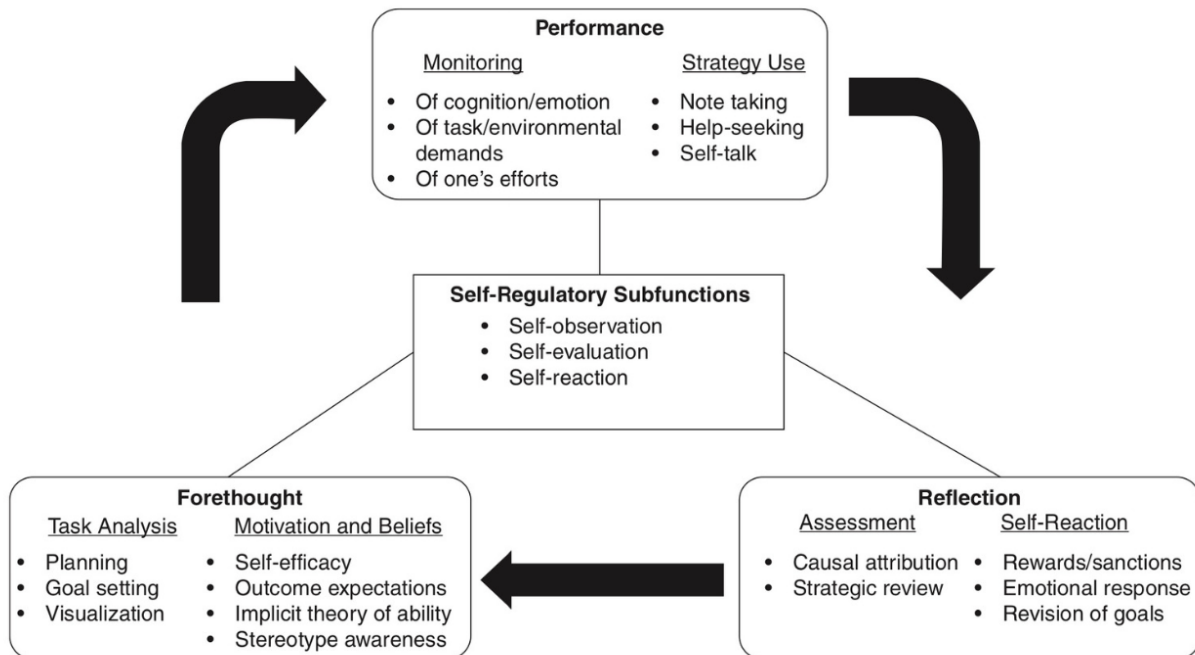 Performance
Monitoring
• Of cognition/emotion
• Of task/environmental
demands
• Of one's efforts
Strategy Use
• Note taking
• Help-seeking
• Self-talk
Self-Regulatory Subfunctions
• Self-observation
• Self-evaluation
• Self-reaction
Forethought
Task Analysis
• Planning
• Goal setting
• Visualization
Motivation and Beliefs
• Self-efficacy
• Outcome expectations
• Implicit theory of ability
• Stereotype awareness
Reflection
Assessment
• Causal attribution
• Strategic review
Self-Reaction
• Rewards/sanctions
• Emotional response
• Revision of goals